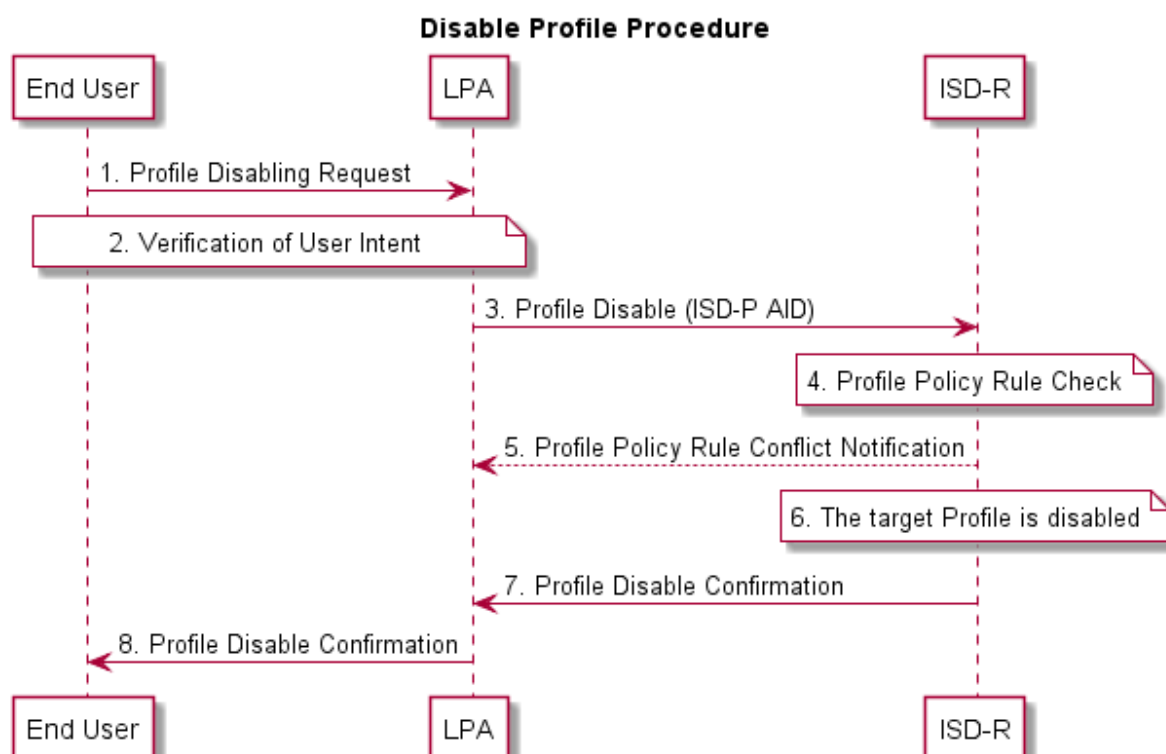 Disable Profile Procedure
End User
LPA
ISD-R
1. Profile Disabling Request
2. Verification of User Intent
3. Profile Disable (ISD-P AID)
4. Profile Policy Rule Check
5. Profile Policy Rule Conflict Notification
6. The target Profile is disabled
7. Profile Disable Confirmation
8. Profile Disable Confirmation
End User
LPA
ISD-R